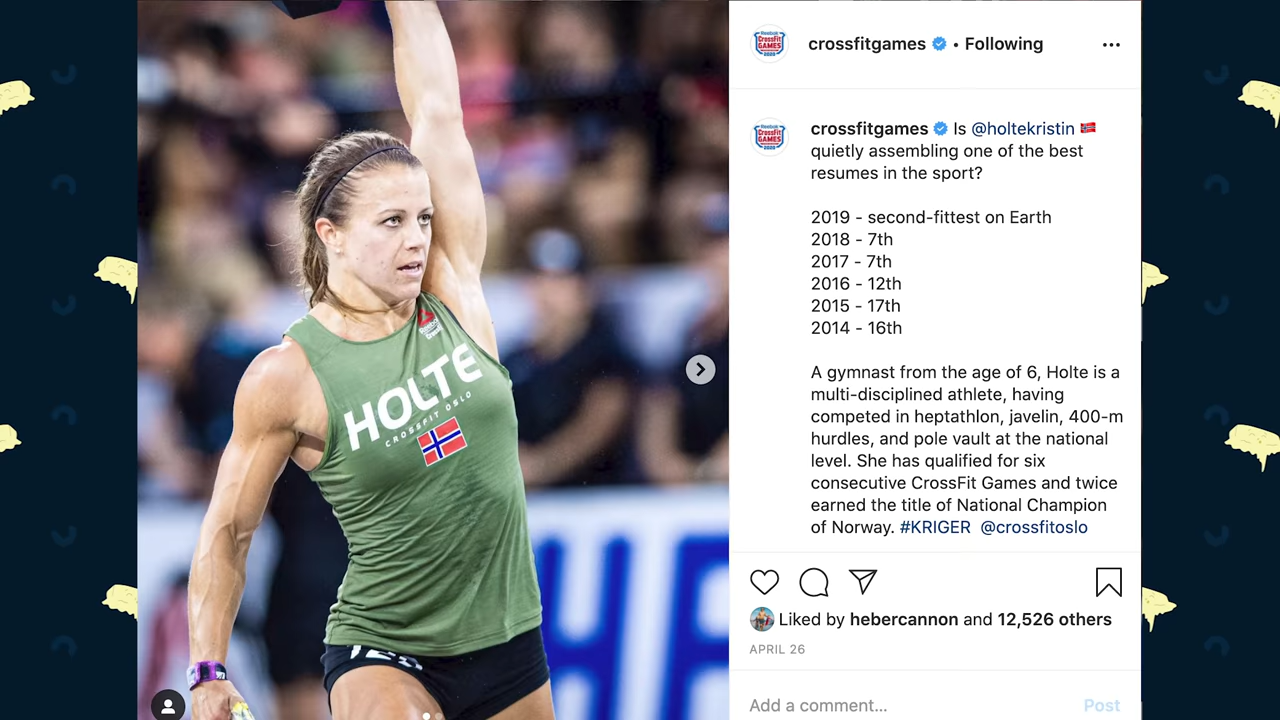 HOLTE
CROSSFIT OSLO
crossfitgames • Following
crossfitgames Is @holtekristin 🇳🇴
quietly assembling one of the best
resumes in the sport?
2019 - second-fittest on Earth
2018 - 7th
2017 - 7th
2016 - 12th
2015 - 17th
2014 - 16th
A gymnast from the age of 6, Holte is a
multi-disciplined athlete, having
competed in heptathlon, javelin, 400-m
hurdles, and pole vault at the national
level. She has qualified for six
consecutive CrossFit Games and twice
earned the title of National Champion
of Norway. #KRIGER @crossfitoslo
Liked by hebercannon and 12,526 others
APRIL 26
Add a comment...
Post